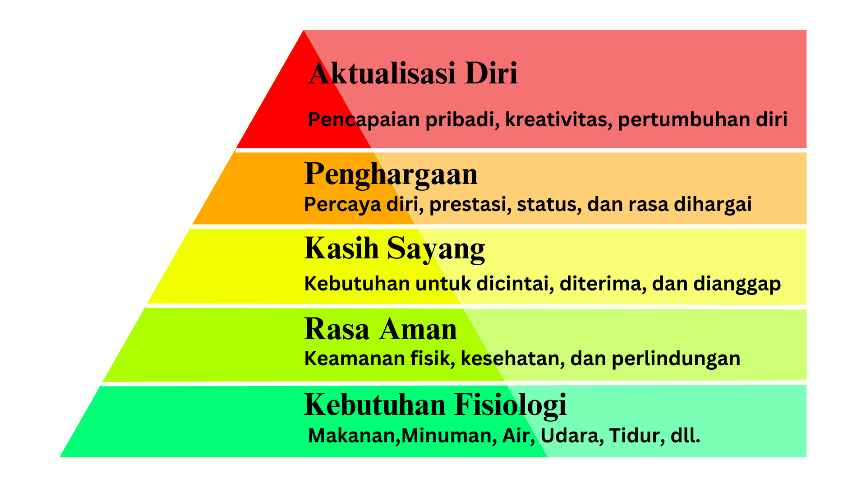 Aktualisasi Diri
Pencapaian pribadi, kreativitas, pertumbuhan diri
Penghargaan
Percaya diri, prestasi, status, dan rasa dihargai
Kasih Sayang
Kebutuhan untuk dicintai, diterima, dan dianggap
Rasa Aman
Keamanan fisik, kesehatan, dan perlindungan
Kebutuhan Fisiologi
Makanan,Minuman, Air, Udara, Tidur, dll.